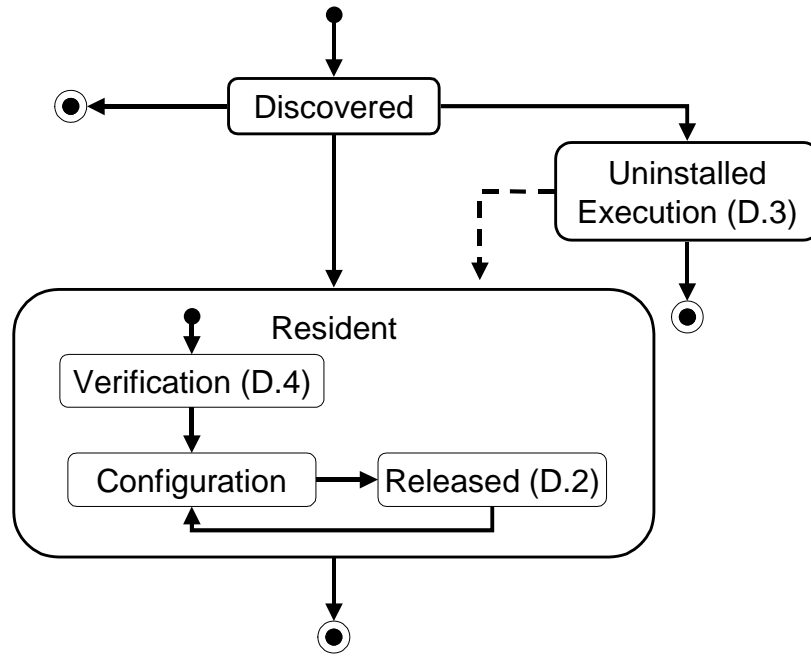 Discovered
Uninstalled
Execution (D.3)
Resident
Verification (D.4)
Configuration
Released (D.2)